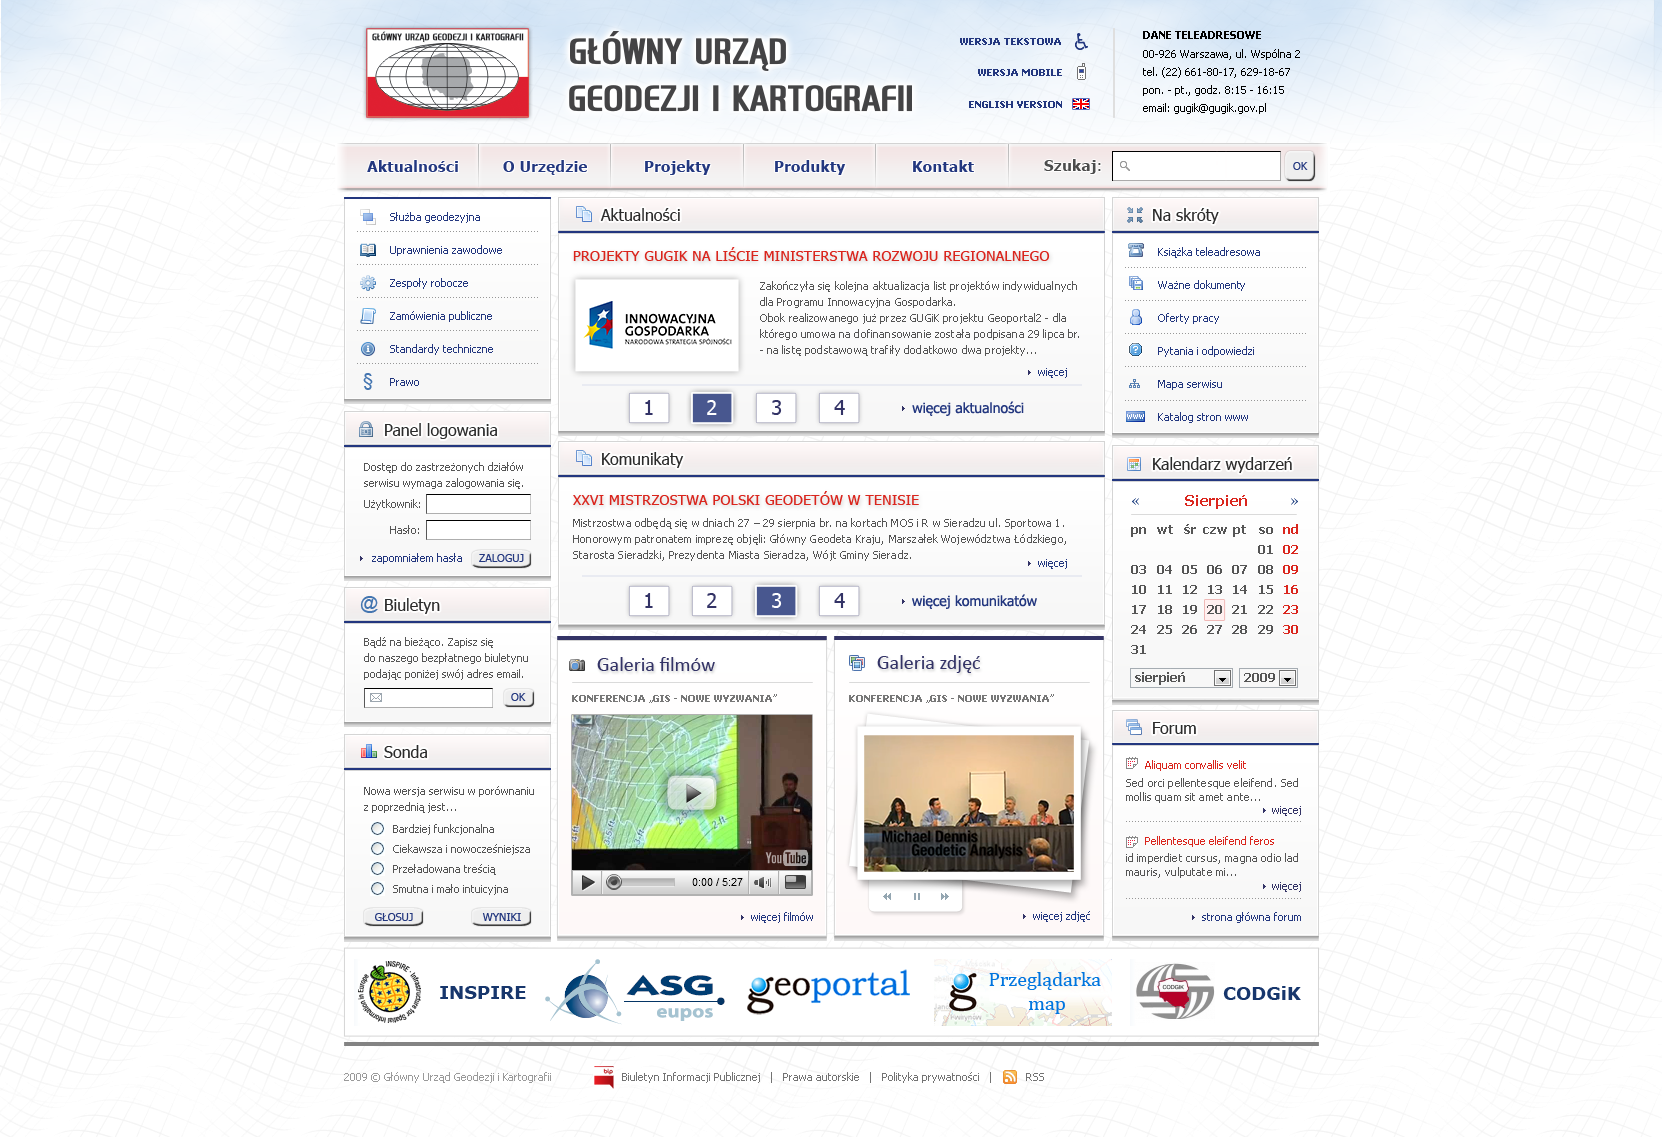 GŁÓWNY URZĄD GEODEZJI I KARTOGRAFII
GŁÓWNY URZĄD
GEODEZJI I KARTOGRAFII
WERSJA TEKSTOWA
WERSJA MOBILE
ENGLISH VERSION
DANE TELEADRESOWE
00-926 Warszawa, ul. Wspólna 2
tel. (22) 661-80-17, 629-18-67
pon. - pt., godz. 8:15 - 16:15
email: gugik@gugik.gov.pl
Aktualności
O Urzędzie
Projekty
Produkty
Kontakt
Szukaj:
OK
Służba geodezyjna
Uprawnienia zawodowe
Zespoły robocze
Zamówienia publiczne
Standardy techniczne
§ Prawo
Panel logowania
Dostęp do zastrzeżonych działów
serwisu wymaga zalogowania się.
Użytkownik:
Hasło:
zapomniałem hasła
ZALOGUJ
@ Biuletyn
Bądź na bieżąco. Zapisz się
do naszego bezpłatnego biuletynu
podając poniżej swój adres email.
OK
Sonda
Nowa wersja serwisu w porównaniu
z poprzednią jest...
Bardziej funkcjonalna
Ciekawsza i nowocześniejsza
Przeładowana treścią
Smutna i mało intuicyjna
GŁOSUJ
WYNIKI
Aktualności
PROJEKTY GUGIK NA LIŚCIE MINISTERSTWA ROZWOJU REGIONALNEGO
INNOWACYJNA
GOSPODARKA
NARODOWA STRATEGIA SPÓJNOŚCI
Zakończyła się kolejna aktualizacja list projektów indywidualnych
dla Programu Innowacyjna Gospodarka.
Obok realizowanego już przez GUGiK projektu Geoportal2 - dla
którego umowa na dofinansowanie została podpisana 29 lipca br.
- na listę podstawową trafiły dodatkowo dwa projekty...
więcej
1 2 3 4
więcej aktualności
Komunikaty
XXVI MISTRZOSTWA POLSKI GEODETÓW W TENISIE
Mistrzostwa odbędą się w dniach 27 – 29 sierpnia br. na kortach MOS i R w Sieradzu ul. Sportowa 1.
Honorowym patronatem imprezę objęli: Główny Geodeta Kraju, Marszałek Województwa Łódzkiego,
Starosta Sieradzki, Prezydenta Miasta Sieradza, Wójt Gminy Sieradz.
więcej
1 2 3 4
więcej komunikatów
Galeria filmów
KONFERENCJA „GIS - NOWE WYZWANIA”
You Tube
0:00 / 5:27
więcej filmów
Galeria zdjęć
KONFERENCJA „GIS - NOWE WYZWANIA”
Michael Dennis
Geodetic Analysis
więcej zdjęć
Na skróty
Książka teleadresowa
Ważne dokumenty
Oferty pracy
Pytania i odpowiedzi
Mapa serwisu
www Katalog stron www
Kalendarz wydarzeń
« Sierpień »
pn wt śr czw pt so nd
01 02
03 04 05 06 07 08 09
10 11 12 13 14 15 16
17 18 19 20 21 22 23
24 25 26 27 28 29 30
31
sierpień 2009
Forum
Aliquam convallis velit
Sed orci pellentesque eleifend. Sed
mollis quam sit amet ante...
więcej
Pellentesque eleifend feros
id imperdiet cursus, magna odio lad
mauris, vulputate mi...
więcej
strona główna forum
INSPIRE - Infrastructure for Spatial Information in Europe
INSPIRE
ASG
eupos
geoportal
Przeglądarka
map
CODGiK
CODGiK
2009 © Główny Urząd Geodezji i Kartografii
bip
Biuletyn Informacji Publicznej | Prawa autorskie | Polityka prywatności | RSS